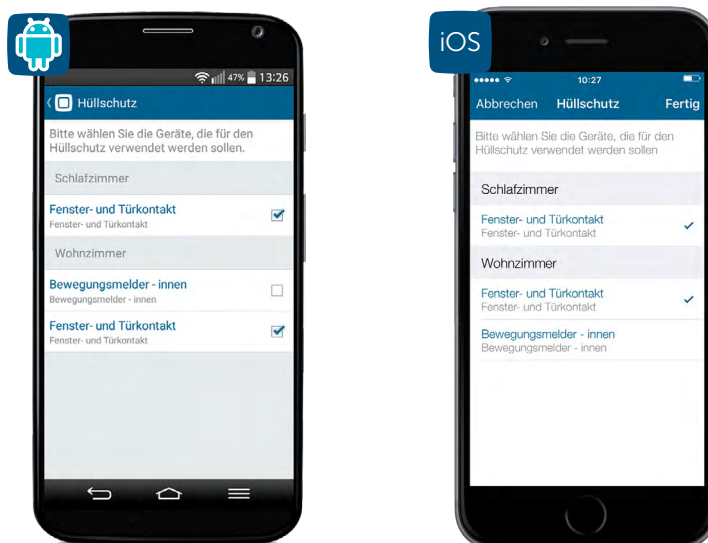 47% 13:26
Hüllschutz
Bitte wählen Sie die Geräte, die für den
Hüllschutz verwendet werden sollen.
Schlafzimmer
Fenster- und Türkontakt
Fenster- und Türkontakt
Wohnzimmer
Bewegungsmelder - innen
Bewegungsmelder - innen
Fenster- und Türkontakt
Fenster- und Türkontakt
iOS
10:27
Abbrechen Hüllschutz Fertig
Bitte wählen Sie die Geräte, die für den
Hüllschutz verwendet werden sollen
Schlafzimmer
Fenster- und Türkontakt
Fenster- und Türkontakt
Wohnzimmer
Fenster- und Türkontakt
Fenster- und Türkontakt
Bewegungsmelder - innen
Bewegungsmelder - innen